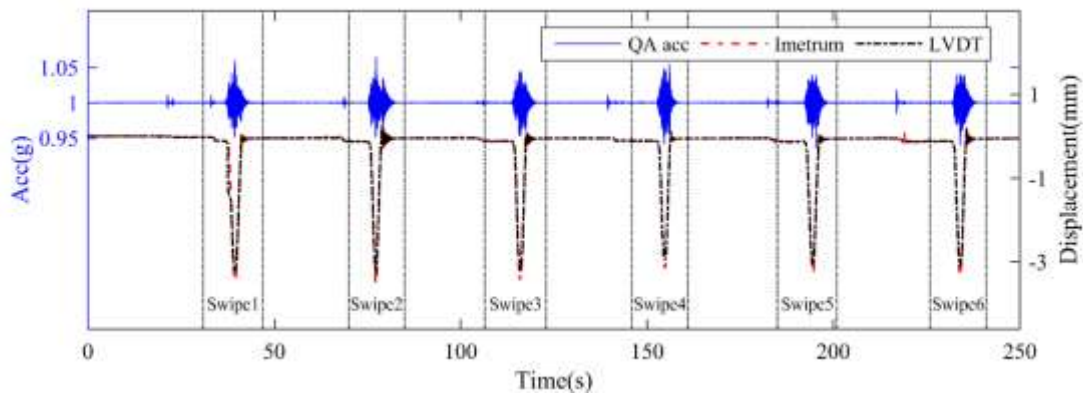 QA acc Imetrum LVDT
1.05
1
0.95
Acc(g)
1
-1
-3
Displacement(mm)
Swipe1 Swipe2 Swipe3 Swipe4 Swipe5 Swipe6
0 50 100 150 200 250
Time(s)